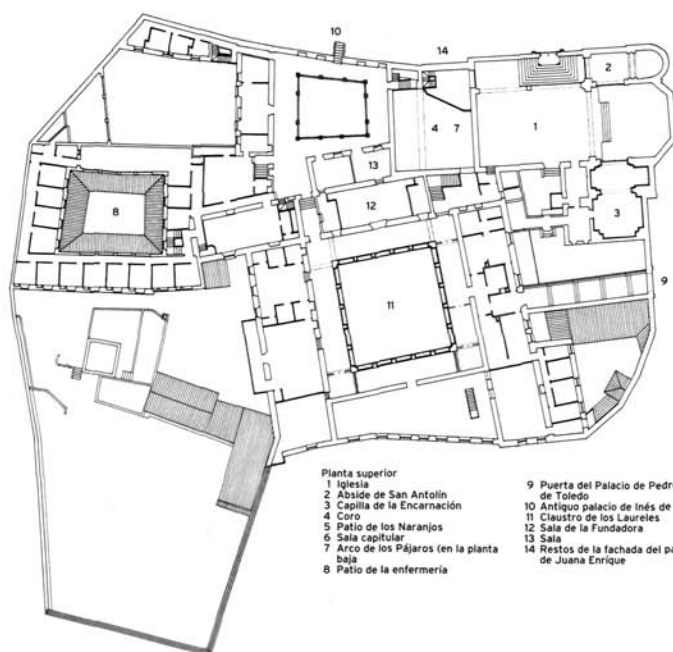 10
14
2
1
4 7
13
8
12
3
11
9
Planta superior
1 Iglesia
2 Abside de San Antolín
3 Capilla de la Encarnación
4 Coro
5 Patio de los Naranjos
6 Sala capitular
7 Arco de los Pájaros (en la planta
baja
8 Patio de la enfermería
9 Puerta del Palacio de Pedr
de Toledo
10 Antiguo palacio de Inés de
11 Claustro de los Laureles
12 Sala de la Fundadora
13 Sala
14 Restos de la fachada del pa
de Juana Enríque